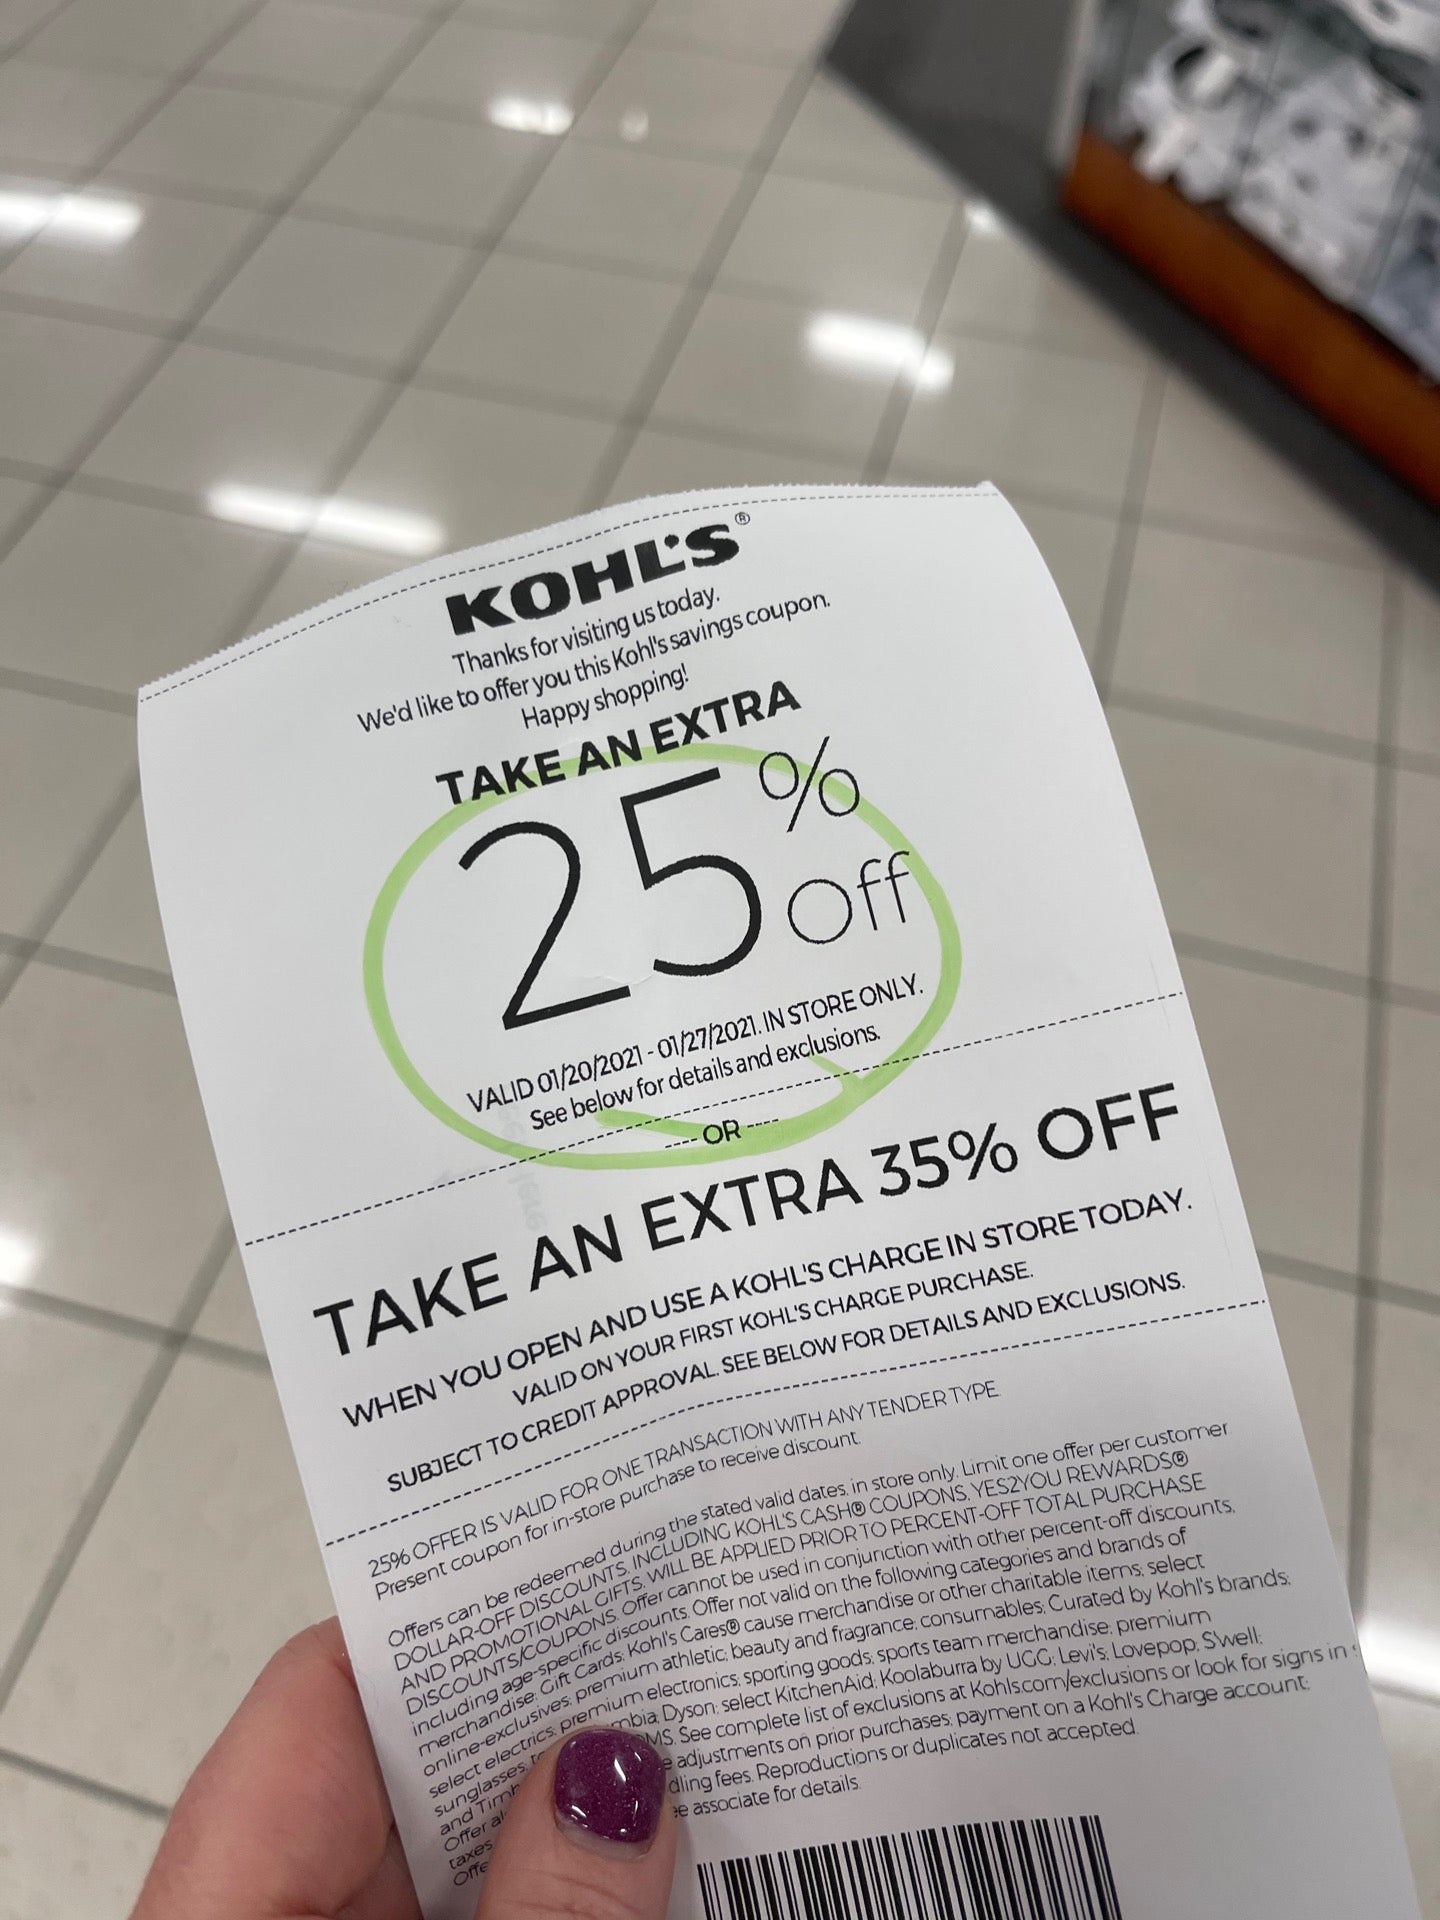 KOHL'S®
Thanks for visiting us today.
We'd like to offer you this Kohl's savings coupon.
Happy shopping!
TAKE AN EXTRA
25% off
VALID 01/20/2021 - 01/27/2021. IN STORE ONLY.
See below for details and exclusions.
---- OR ----
TAKE AN EXTRA 35% OFF
WHEN YOU OPEN AND USE A KOHL'S CHARGE IN STORE TODAY.
VALID ON YOUR FIRST KOHL'S CHARGE PURCHASE.
SUBJECT TO CREDIT APPROVAL. SEE BELOW FOR DETAILS AND EXCLUSIONS.
25% OFFER IS VALID FOR ONE TRANSACTION WITH ANY TENDER TYPE.
Present coupon for in-store purchase to receive discount.
Offers can be redeemed during the stated valid dates, in store only. Limit one offer per customer
DOLLAR-OFF DISCOUNTS, INCLUDING KOHL'S CASH® COUPONS, YES2YOU REWARDS®
AND PROMOTIONAL GIFTS, WILL BE APPLIED PRIOR TO PERCENT-OFF TOTAL PURCHASE
DISCOUNTS/COUPONS. Offer cannot be used in conjunction with other percent-off discounts,
including age-specific discounts. Offer not valid on the following categories and brands of
merchandise: Gift Cards; Kohl's Cares® cause merchandise or other charitable items; select
online-exclusives; premium athletic; beauty and fragrance; consumables; Curated by Kohl's brands;
select electrics; premium electronics; sporting goods; sports team merchandise; premium
sunglasses; Dyson; select KitchenAid; Koolaburra by UGG; Levi's; Lovepop; S'well;
and See complete list of exclusions at Kohls.com/exclusions or look for signs in
Offer adjustments on prior purchases; payment on a Kohl's Charge account;
taxes fees. Reproductions or duplicates not accepted.
associate for details.